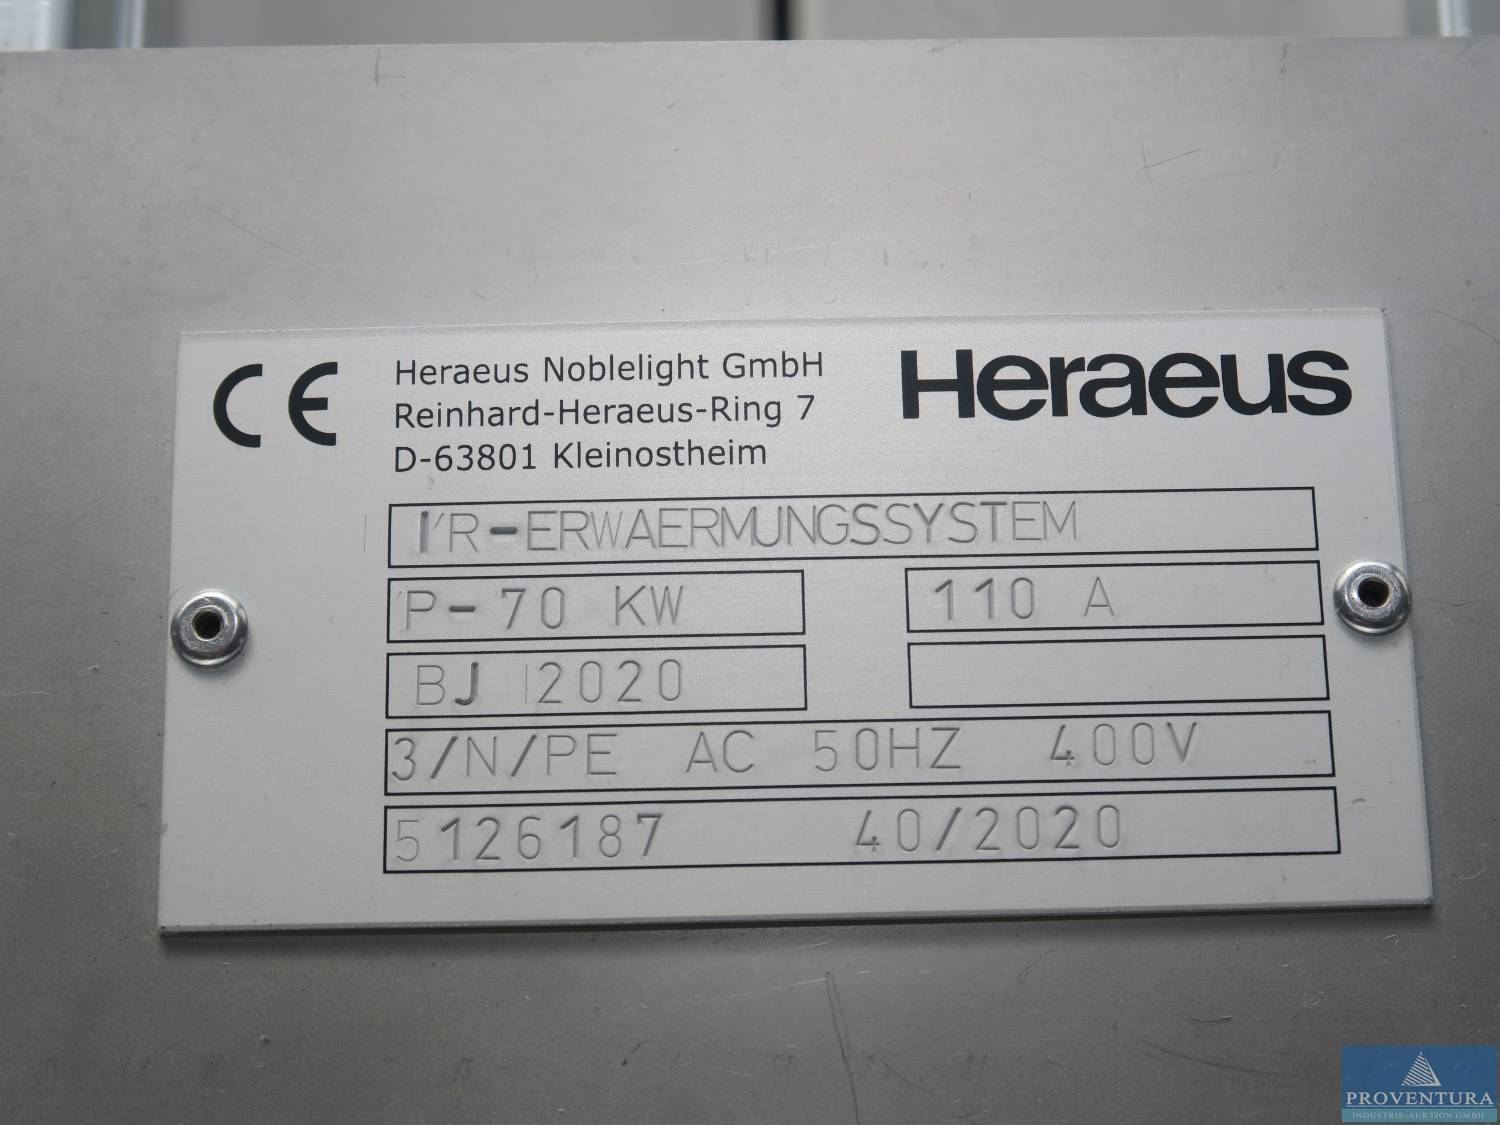 CE
Heraeus Noblelight GmbH
Reinhard-Heraeus-Ring 7
D-63801 Kleinostheim
Heraeus
IR-ERWAERMUNGSSYSTEM
P-70 KW
110 A
BJ 2020
3/N/PE AC 50HZ 400V
5126187 40/2020
PROVENTURA
INDUSTRIE-AUKTION GMBH